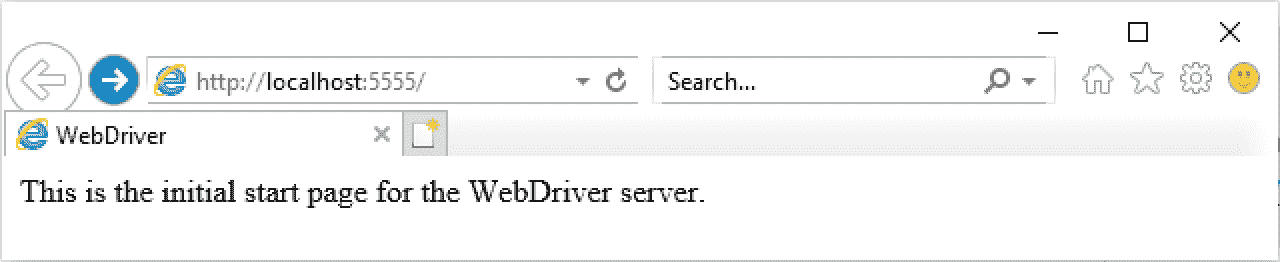 http://localhost:5555/
Search...
WebDriver
This is the initial start page for the WebDriver server.